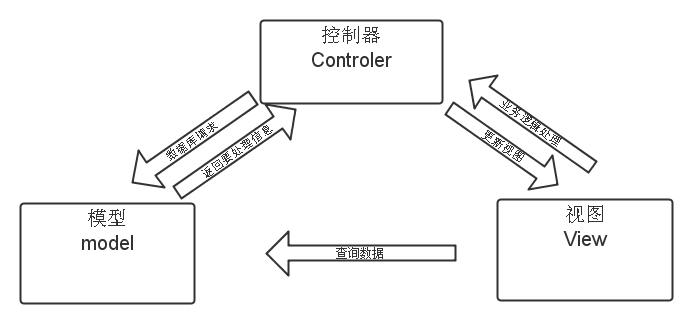 控制器
Controler
数据库请求
返回要处理信息
业务逻辑处理
更新视图
模型
model
视图
View
查询数据